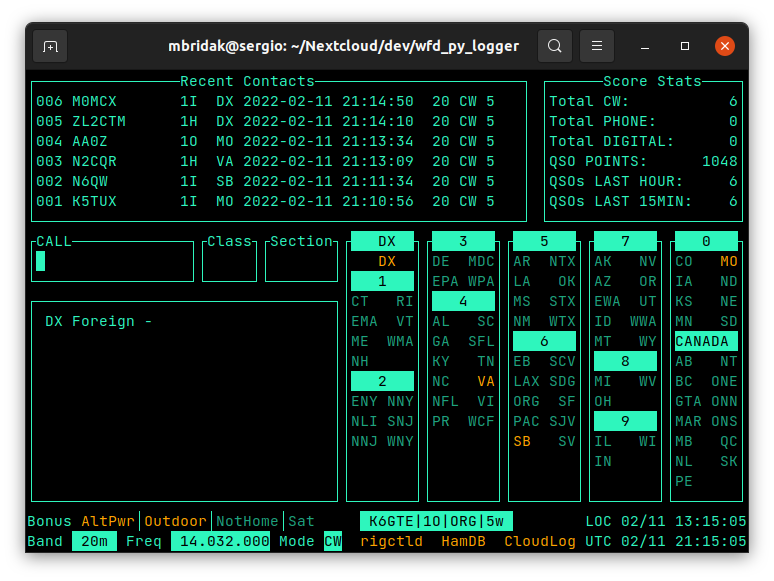 mbridak@sergio: ~/Nextcloud/dev/wfd_py_logger
Recent Contacts
006 M0MCX 1I DX 2022-02-11 21:14:50 20 CW 5
005 ZL2CTM 1H DX 2022-02-11 21:14:10 20 CW 5
004 AA0Z 1O MO 2022-02-11 21:13:34 20 CW 5
003 N2CQR 1H VA 2022-02-11 21:13:09 20 CW 5
002 N6QW 1I SB 2022-02-11 21:11:34 20 CW 5
001 K5TUX 1I MO 2022-02-11 21:10:56 20 CW 5
Score Stats
Total CW: 6
Total PHONE: 0
Total DIGITAL: 0
QSO POINTS: 1048
QSOs LAST HOUR: 6
QSOs LAST 15MIN: 6
CALL
Class
Section
DX Foreign -
DX
DX
1
CT RI
EMA VT
ME WMA
NH
2
ENY NNY
NLI SNJ
NNJ WNY
3
DE MDC
EPA WPA
4
AL SC
GA SFL
KY TN
NC VA
NFL VI
PR WCF
5
AR NTX
LA OK
MS STX
NM WTX
6
EB SCV
LAX SDG
ORG SF
PAC SJV
SB SV
7
AK NV
AZ OR
EWA UT
ID WWA
MT WY
8
MI WV
OH
9
IL WI
IN
0
CO MO
IA ND
KS NE
MN SD
CANADA
AB NT
BC ONE
GTA ONN
MAR ONS
MB QC
NL SK
PE
Bonus AltPwr Outdoor NotHome Sat K6GTE|1O|ORG|5w LOC 02/11 13:15:05
Band 20m Freq 14.032.000 Mode CW rigctld HamDB CloudLog UTC 02/11 21:15:05